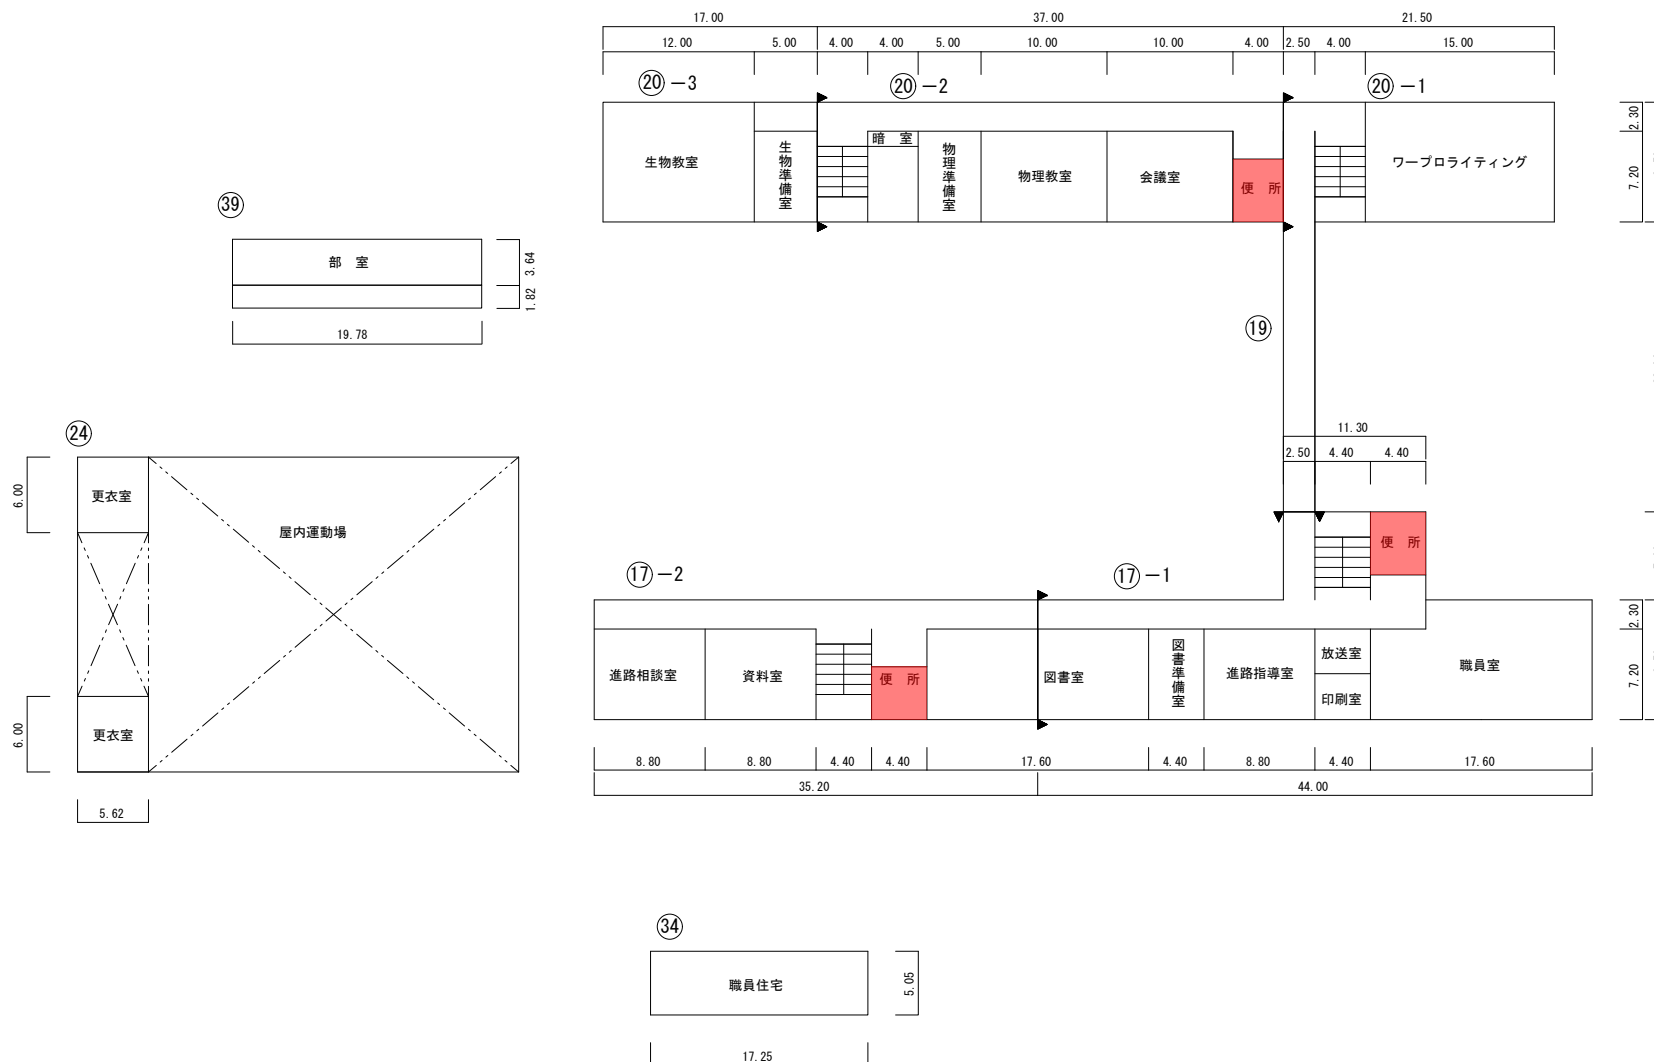 17.00 37.00 21.50
12.00 5.00 4.00 4.00 5.00 10.00 10.00 4.00 2.50 4.00 15.00
⑳－3 ⑳－2 ⑳－1
生物教室
生物準備室
暗 室
物理準備室
物理教室
会議室
便 所
ワープロライティング
2.30
7.20
㊴
部 室
3.64
1.82
19.78
⑲
㉔
6.00
更衣室
屋内運動場
更衣室
6.00
5.62
11.30
2.50 4.40 4.40
便 所
⑰－2 ⑰－1
進路相談室
資料室
便 所
図書室
図書準備室
進路指導室
放送室
印刷室
職員室
2.30
7.20
8.80 8.80 4.40 4.40 17.60 4.40 8.80 4.40 17.60
35.20 44.00
㉞
職員住宅
5.05
17.25